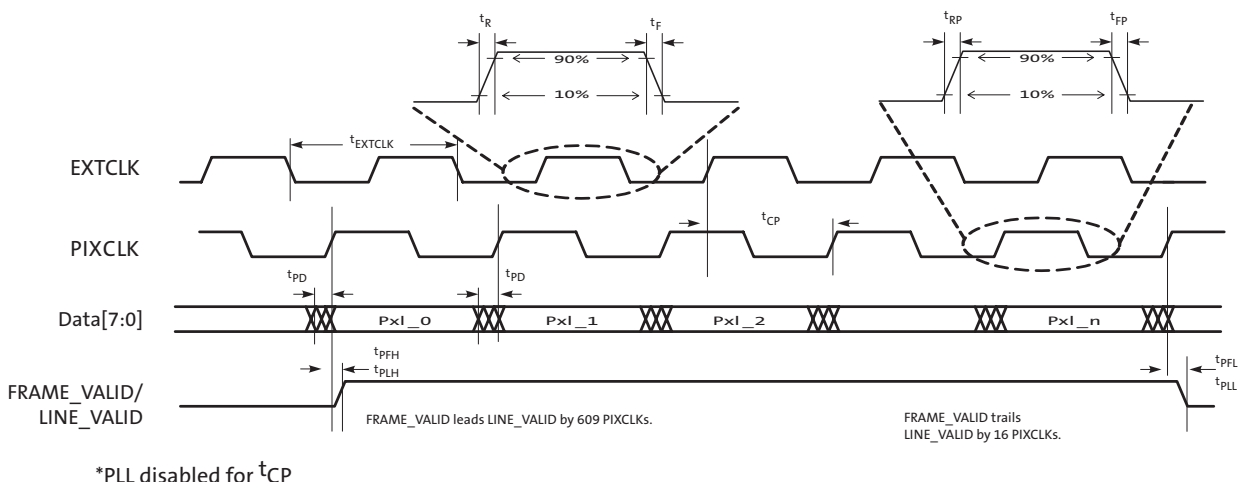 tR
tF
tRP
tFP
90%
90%
10%
10%
tEXTCLK
EXTCLK
tCP
PIXCLK
tPD
tPD
Data[7:0]
Pxl_0
Pxl_1
Pxl_2
Pxl_n
tPFH
tPLH
tPFL
tPLL
FRAME_VALID/
LINE_VALID
FRAME_VALID leads LINE_VALID by 609 PIXCLKs.
FRAME_VALID trails
LINE_VALID by 16 PIXCLKs.
*PLL disabled for tCP